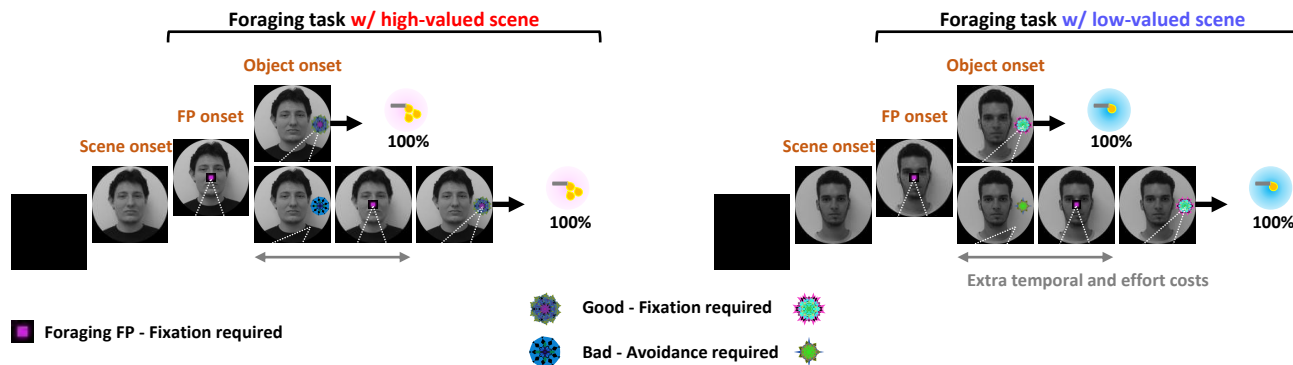 Foraging task w/ high-valued scene
Object onset
FP onset
Scene onset
100%
100%
Foraging task w/ low-valued scene
Object onset
FP onset
Scene onset
100%
100%
Extra temporal and effort costs
Foraging FP - Fixation required
Good - Fixation required
Bad - Avoidance required